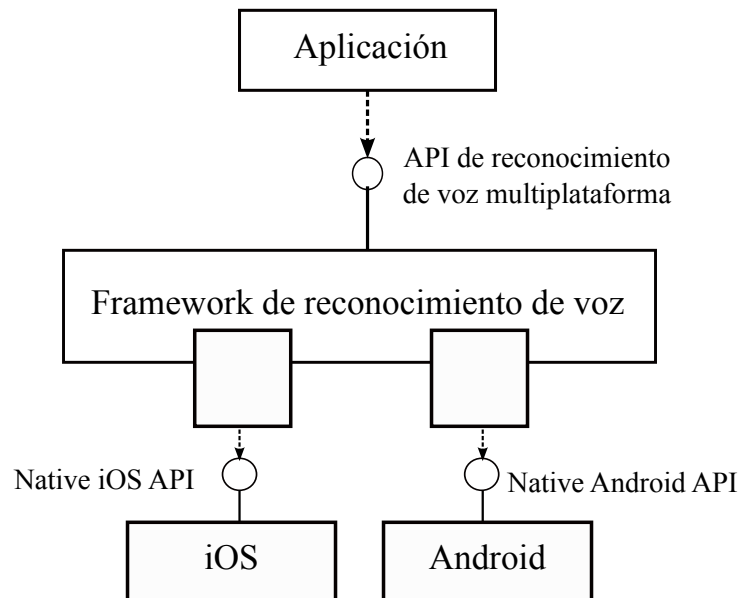 Aplicación
API de reconocimiento
de voz multiplataforma
Framework de reconocimiento de voz
Native iOS API
Native Android API
iOS
Android